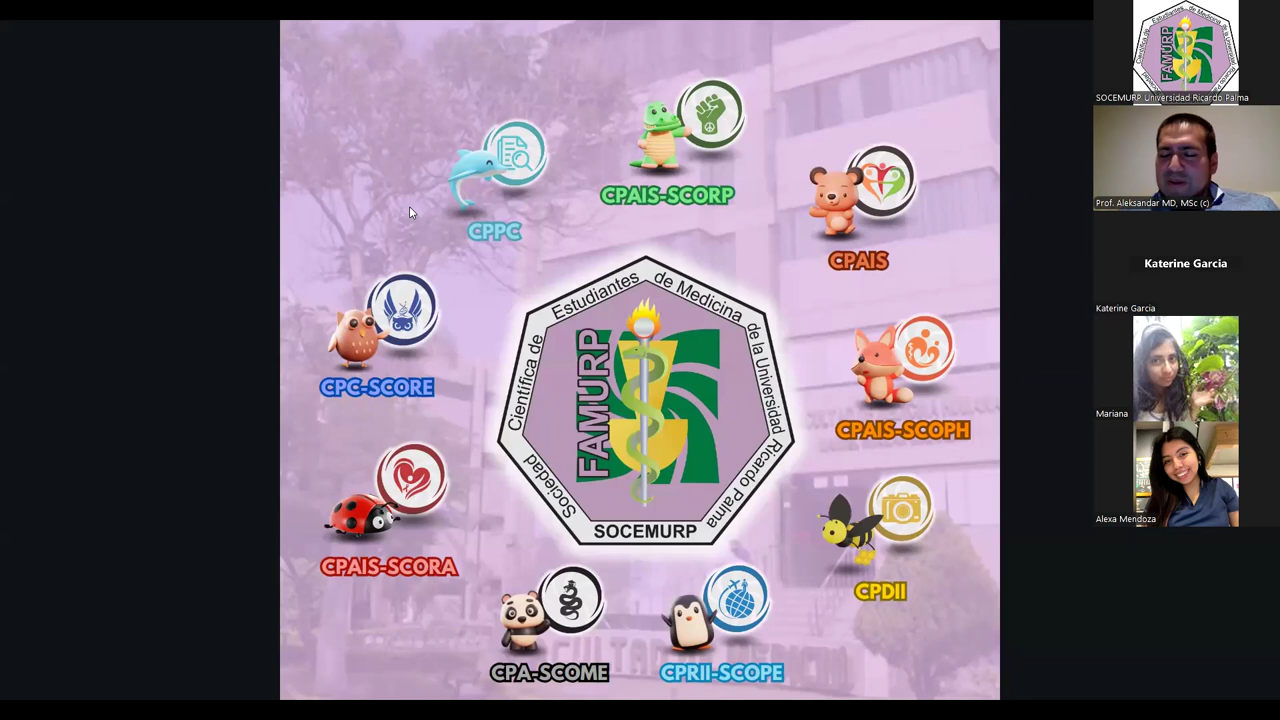 CPAIS-SCORP
CPPC
CPAIS
CPC-SCORE
CPAIS-SCOPH
CPAIS-SCORA
CPDII
CPA-SCOME
CPRII-SCOPE
Sociedad Científica de Estudiantes de Medicina de la Universidad Ricardo Palma
FAMURP
SOCEMURP
FAMURP
SOCEMURP Universidad Ricardo Palma
Prof. Aleksandar MD, MSc (c)
Katerine Garcia
Katerine Garcia
Mariana
Alexa Mendoza